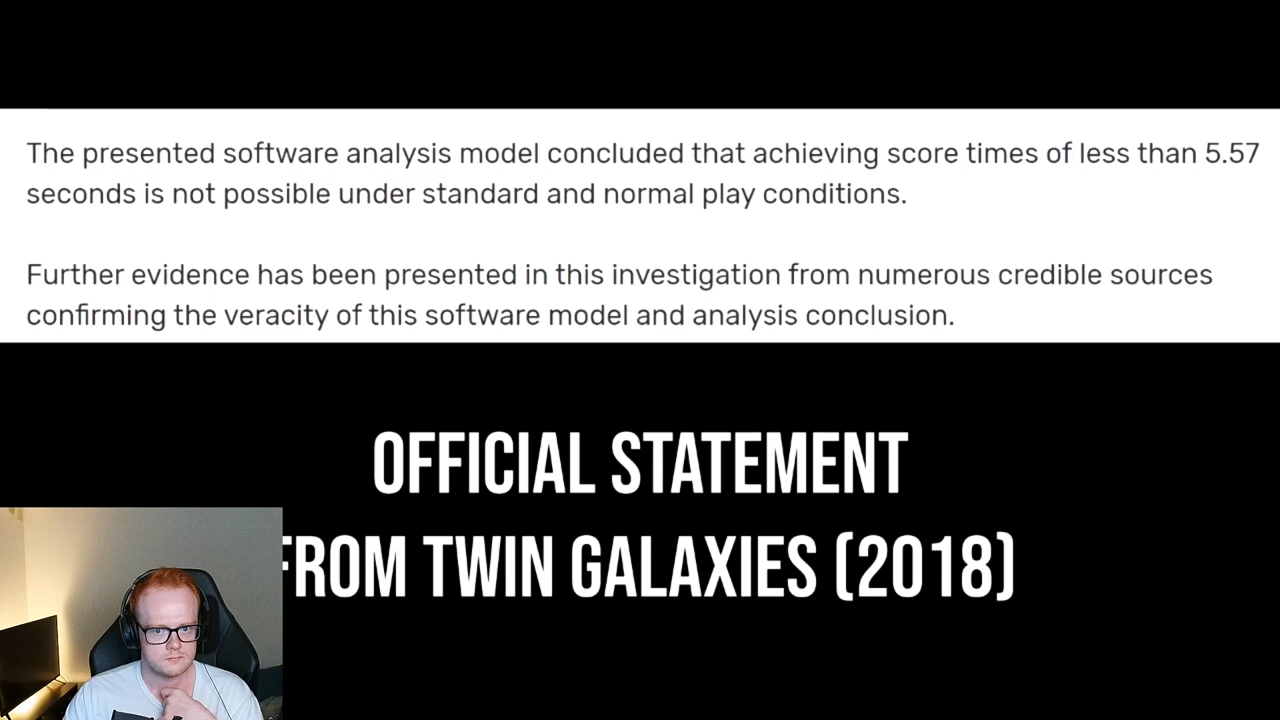 The presented software analysis model concluded that achieving score times of less than 5.57
seconds is not possible under standard and normal play conditions.
Further evidence has been presented in this investigation from numerous credible sources
confirming the veracity of this software model and analysis conclusion.
OFFICIAL STATEMENT
FROM TWIN GALAXIES (2018)